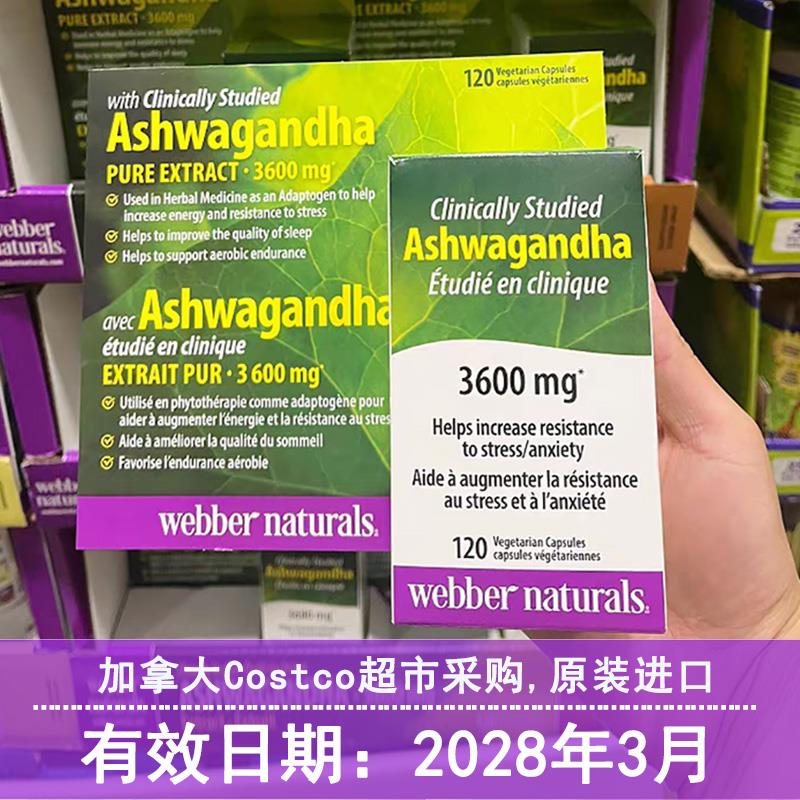 PURE EXTRACT · 3600 mg
120 Vegetarian Capsules
capsules végétariennes
with Clinically Studied
Ashwagandha
PURE EXTRACT · 3600 mg*
Used in Herbal Medicine as an Adaptogen to help
increase energy and resistance to stress
Helps to improve the quality of sleep
Helps to support aerobic endurance
avec Ashwagandha
étudié en clinique
EXTRAIT PUR · 3 600 mg*
Utilisé en phytothérapie comme adaptogène pour
aider à augmenter l'énergie et la résistance au stres
Aide à améliorer la qualité du sommeil
Favorise l'endurance aérobie
webber naturals
Clinically Studied
Ashwagandha
Étudié en clinique
3600 mg*
Helps increase resistance
to stress/anxiety
Aide à augmenter la résistance
au stress et à l'anxiété
120 Vegetarian Capsules
capsules végétariennes
webber naturals
webber
naturals
加拿大Costco超市采购,原装进口
有效日期：2028年3月